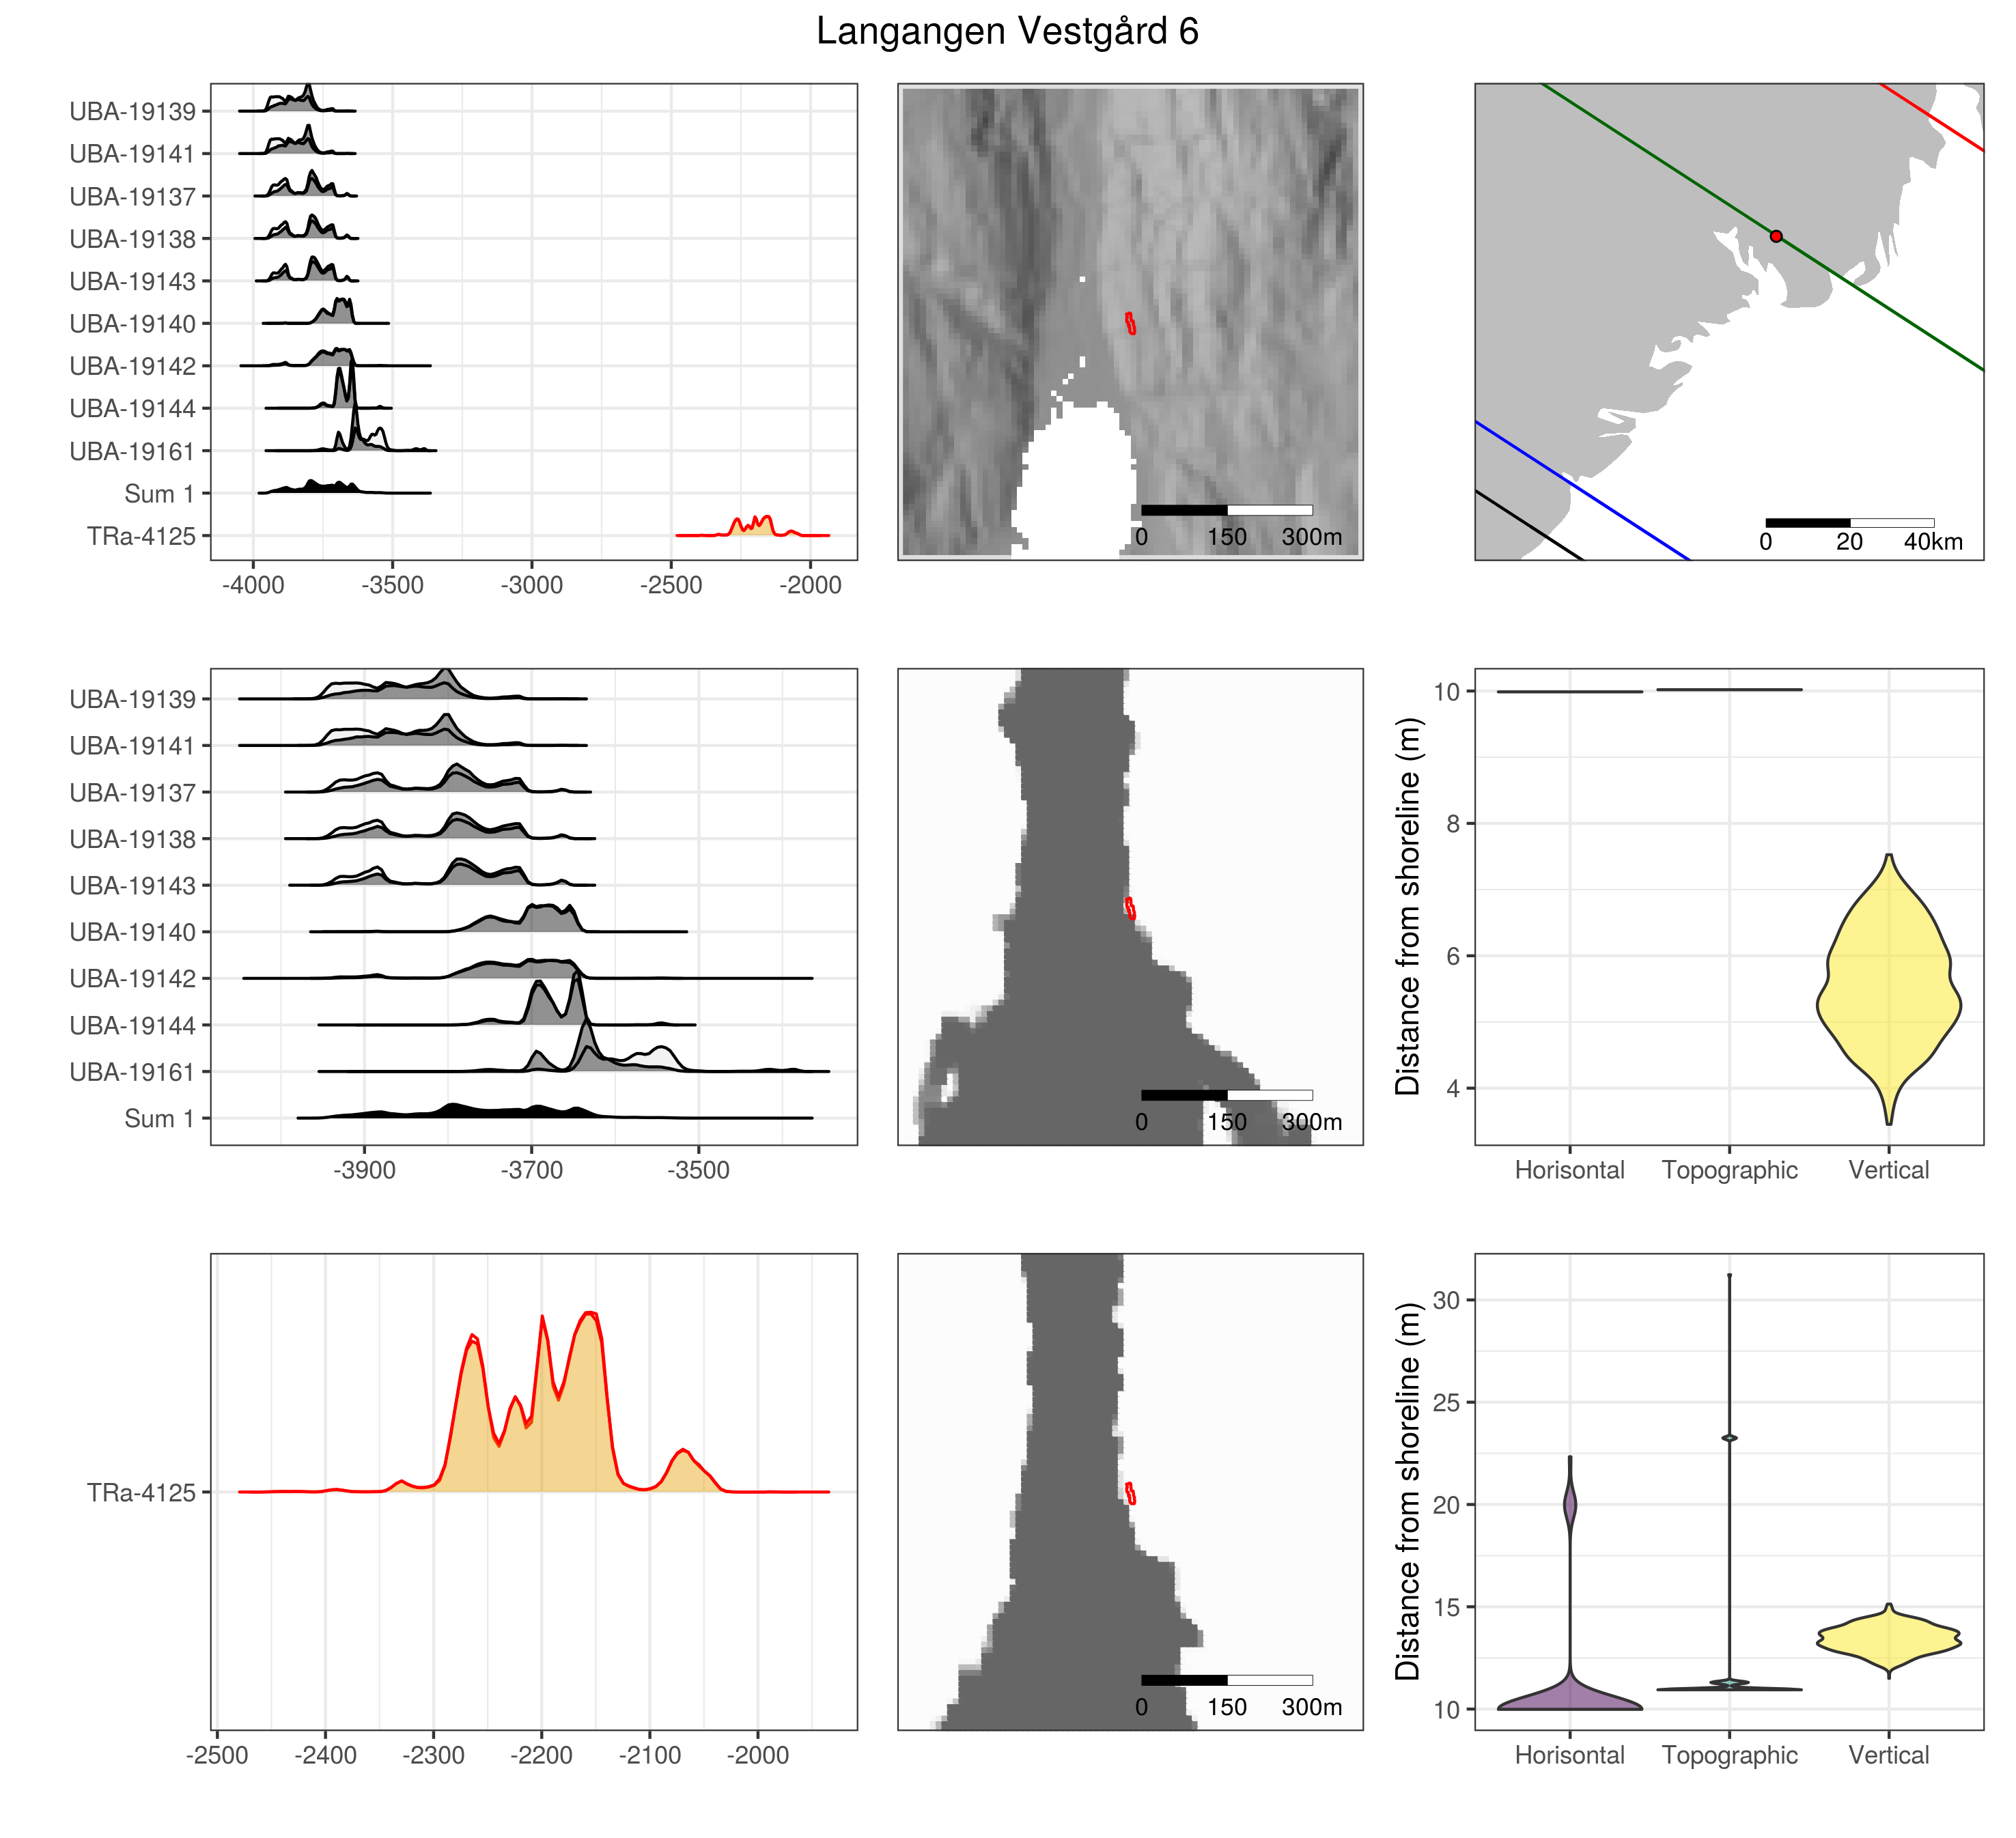 Langangen Vestgård 6
UBA-19139
UBA-19141
UBA-19137
UBA-19138
UBA-19143
UBA-19140
UBA-19142
UBA-19144
UBA-19161
Sum 1
TRa-4125
-4000 -3500 -3000 -2500 -2000
0 150 300m
0 20 40km
UBA-19139
UBA-19141
UBA-19137
UBA-19138
UBA-19143
UBA-19140
UBA-19142
UBA-19144
UBA-19161
Sum 1
-3900 -3700 -3500
0 150 300m
Distance from shoreline (m)
10
8
6
4
Horisontal Topographic Vertical
TRa-4125
-2500 -2400 -2300 -2200 -2100 -2000
0 150 300m
Distance from shoreline (m)
30
25
20
15
10
Horisontal Topographic Vertical